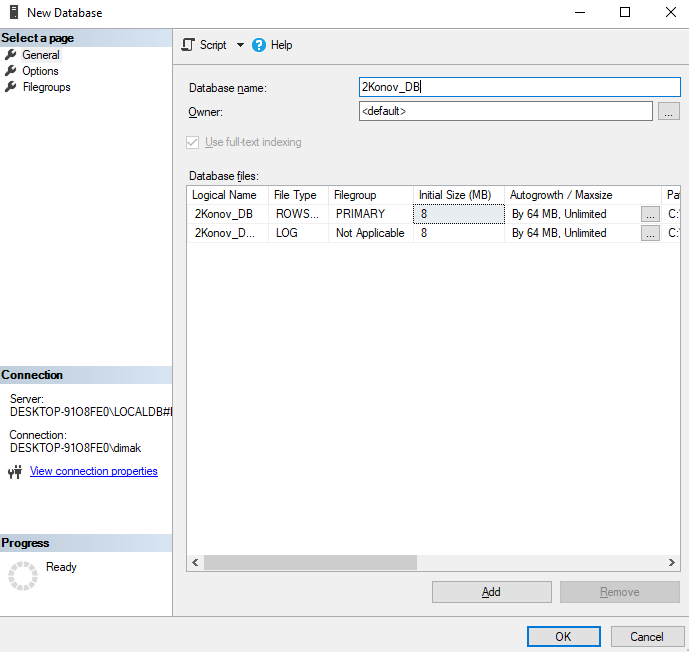 New Database
Select a page
General
Options
Filegroups
Script
Help
Database name:
2Konov_DB
Owner:
<default>
...
Use full-text indexing
Database files:
Logical Name File Type Filegroup Initial Size (MB) Autogrowth / Maxsize Pa
2Konov_DB ROWS... PRIMARY 8 By 64 MB, Unlimited ... C:\
2Konov_D... LOG Not Applicable 8 By 64 MB, Unlimited ... C:\
Connection
Server:
DESKTOP-91O8FE0\LOCALDB#
Connection:
DESKTOP-91O8FE0\dimak
View connection properties
Progress
Ready
Add
Remove
OK
Cancel